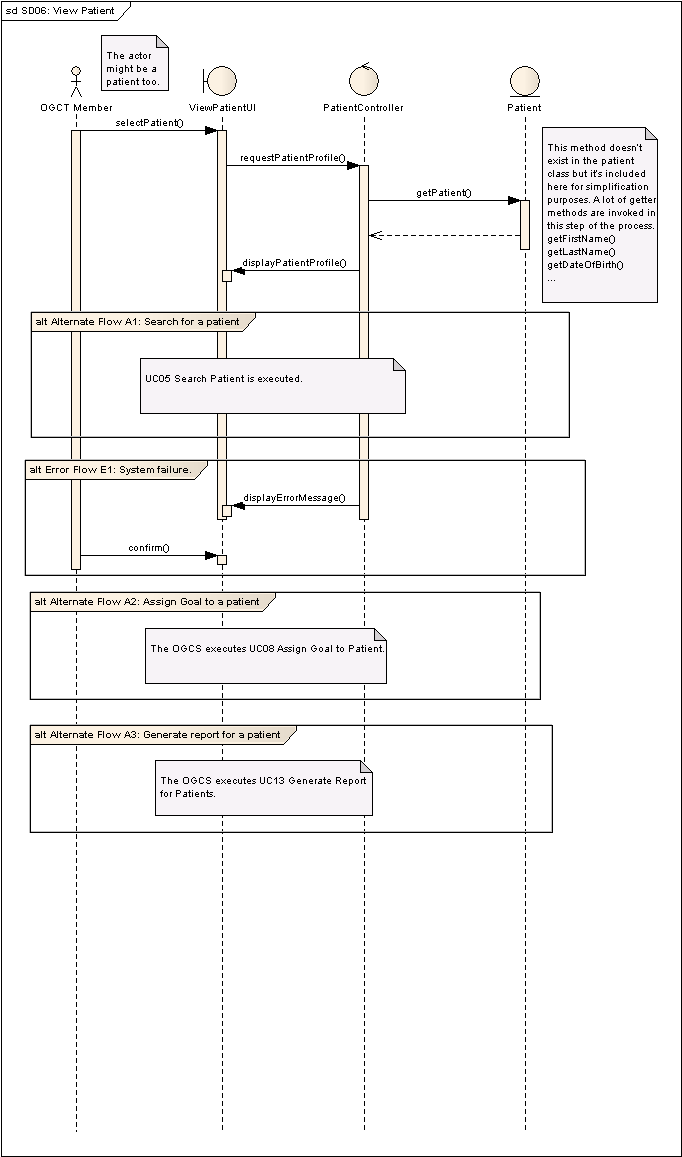 sd SD06: View Patient
The actor
might be a
patient too.
OGCT Member
ViewPatientUI
PatientController
Patient
selectPatient()
requestPatientProfile()
getPatient()
displayPatientProfile()
This method doesn't
exist in the patient
class but it's included
here for simplification
purposes. A lot of getter
methods are invoked in
this step of the process.
getFirstName()
getLastName()
getDateOfBirth()
...
alt Alternate Flow A1: Search for a patient
UC05 Search Patient is executed.
alt Error Flow E1: System failure.
displayErrorMessage()
confirm()
alt Alternate Flow A2: Assign Goal to a patient
The OGCS executes UC08 Assign Goal to Patient.
alt Alternate Flow A3: Generate report for a patient
The OGCS executes UC13 Generate Report
for Patients.